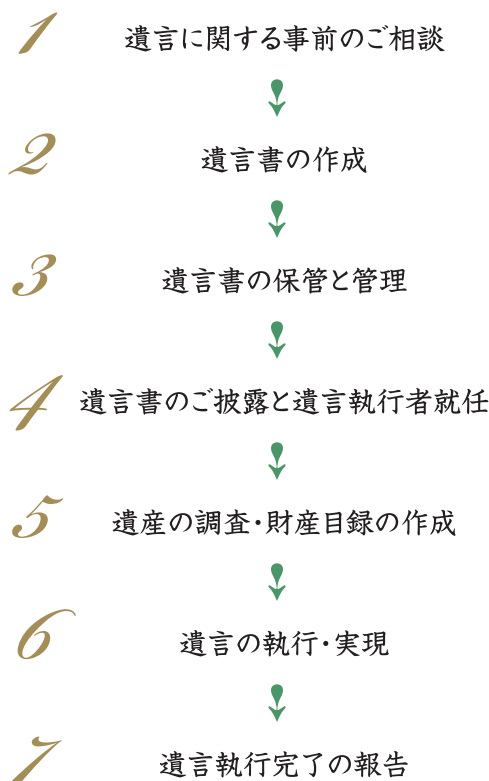 1 遺言に関する事前のご相談
2 遺言書の作成
3 遺言書の保管と管理
4 遺言書のご披露と遺言執行者就任
5 遺産の調査・財産目録の作成
6 遺言の執行・実現
7 遺言執行完了の報告